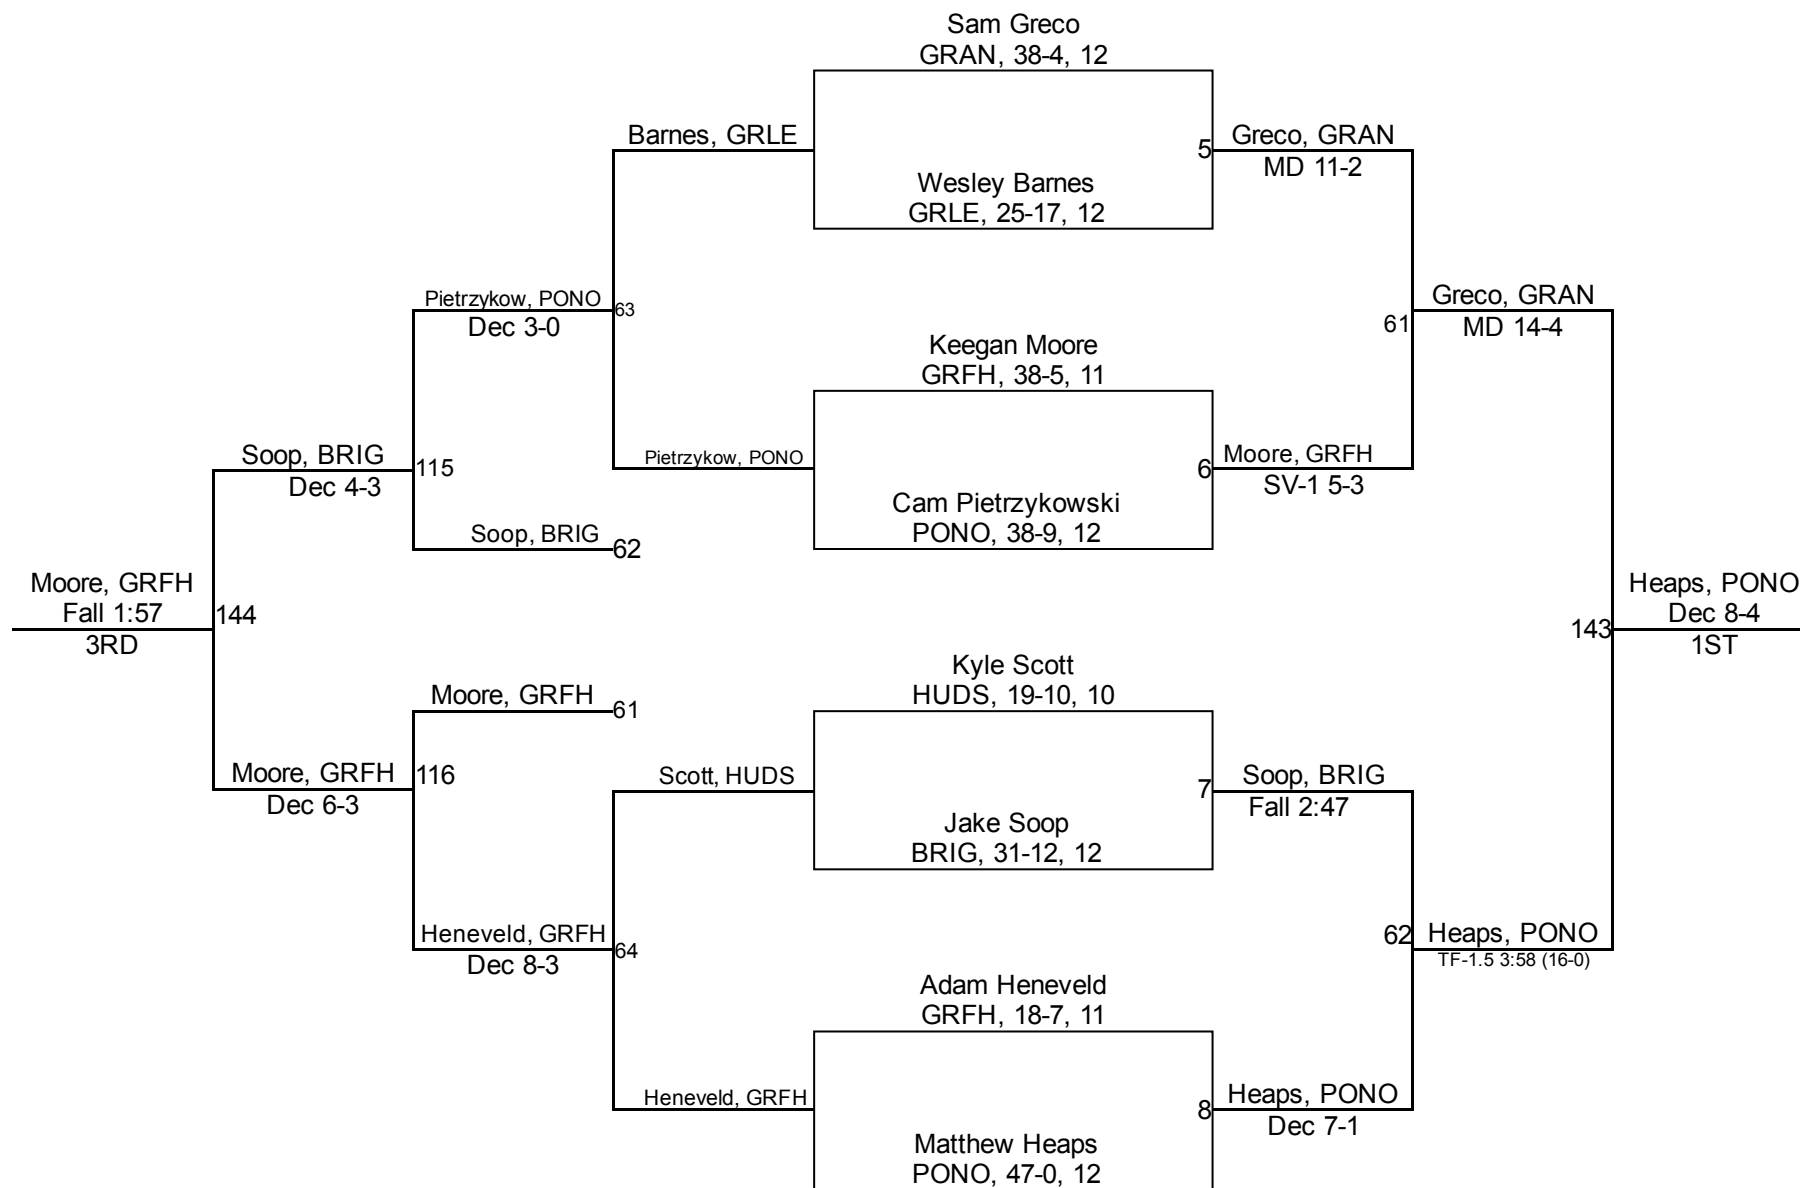 Sam Greco
GRAN, 38-4, 12
Barnes, GRLE
5
Greco, GRAN
MD 11-2
Wesley Barnes
GRLE, 25-17, 12
Pietrzykow, PONO
Dec 3-0
63
Greco, GRAN
MD 14-4
61
Keegan Moore
GRFH, 38-5, 11
Soop, BRIG
Dec 4-3
115
Pietrzykow, PONO
6
Moore, GRFH
SV-1 5-3
Cam Pietrzykowski
PONO, 38-9, 12
Soop, BRIG
62
Moore, GRFH
Fall 1:57
3RD
144
143
Heaps, PONO
Dec 8-4
1ST
Kyle Scott
HUDS, 19-10, 10
Moore, GRFH
61
Moore, GRFH
Dec 6-3
116
Scott, HUDS
7
Soop, BRIG
Fall 2:47
Jake Soop
BRIG, 31-12, 12
Heneveld, GRFH
Dec 8-3
64
62
Heaps, PONO
TF-1.5 3:58 (16-0)
Adam Heneveld
GRFH, 18-7, 11
Heneveld, GRFH
8
Heaps, PONO
Dec 7-1
Matthew Heaps
PONO, 47-0, 12